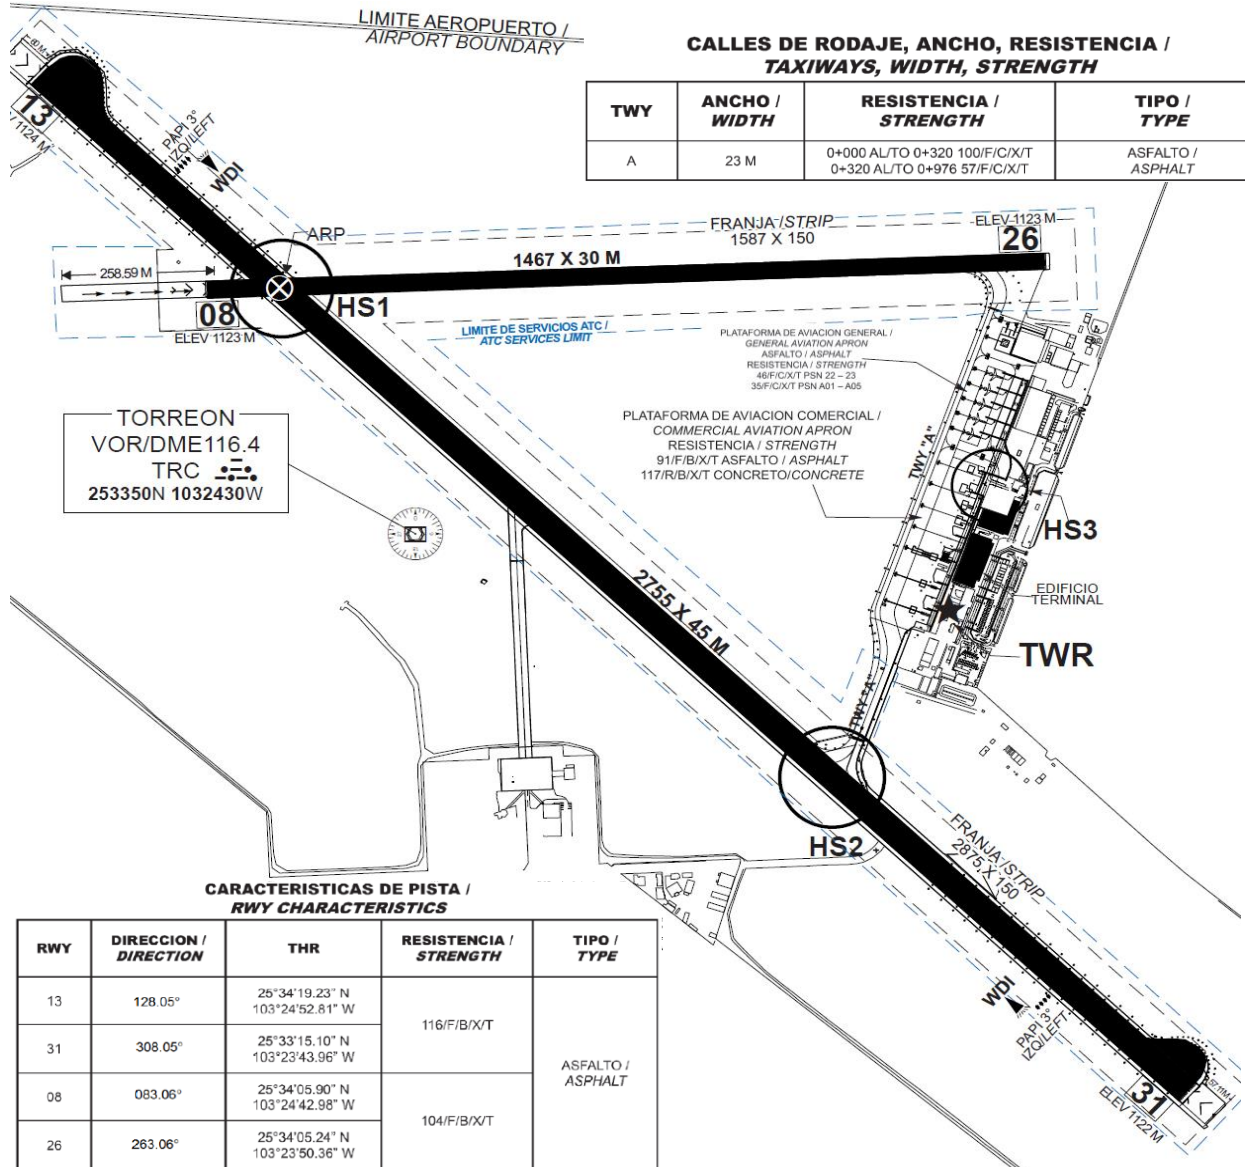 LIMITE AEROPUERTO /
AIRPORT BOUNDARY
CALLES DE RODAJE, ANCHO, RESISTENCIA /
TAXIWAYS, WIDTH, STRENGTH
TWY
ANCHO /
WIDTH
RESISTENCIA /
STRENGTH
TIPO /
TYPE
A
23 M
0+000 AL/TO 0+320 100/F/C/X/T
0+320 AL/TO 0+976 57/F/C/X/T
ASFALTO /
ASPHALT
60 M
13
1124 M
PAPI 3°
IZQ/LEFT
WDI
ARP
FRANJA /STRIP
1587 X 150
ELEV 1123 M
26
1467 X 30 M
258.59 M
08
ELEV 1123 M
HS1
LIMITE DE SERVICIOS ATC /
ATC SERVICES LIMIT
PLATAFORMA DE AVIACION GENERAL /
GENERAL AVIATION APRON
ASFALTO / ASPHALT
RESISTENCIA / STRENGTH
46/F/C/X/T PSN 22 – 23
35/F/C/X/T PSN A01 – A05
PLATAFORMA DE AVIACION COMERCIAL /
COMMERCIAL AVIATION APRON
RESISTENCIA / STRENGTH
91/F/B/X/T ASFALTO / ASPHALT
117/R/B/X/T CONCRETO/CONCRETE
TWY "A"
TORREON
VOR/DME116.4
TRC
253350N 1032430W
HS3
EDIFICIO
TERMINAL
TWR
2755 X 45 M
TWY "A"
HS2
FRANJA /STRIP
2875 X 150
WDI
PAPI 3°
IZQ/LEFT
57.11M
31
ELEV 1122 M
CARACTERISTICAS DE PISTA /
RWY CHARACTERISTICS
RWY
DIRECCION /
DIRECTION
THR
RESISTENCIA /
STRENGTH
TIPO /
TYPE
13
128.05°
25°34'19.23" N
103°24'52.81" W
116/F/B/X/T
31
308.05°
25°33'15.10" N
103°23'43.96" W
ASFALTO /
ASPHALT
08
083.06°
25°34'05.90" N
103°24'42.98" W
104/F/B/X/T
26
263.06°
25°34'05.24" N
103°23'50.36" W